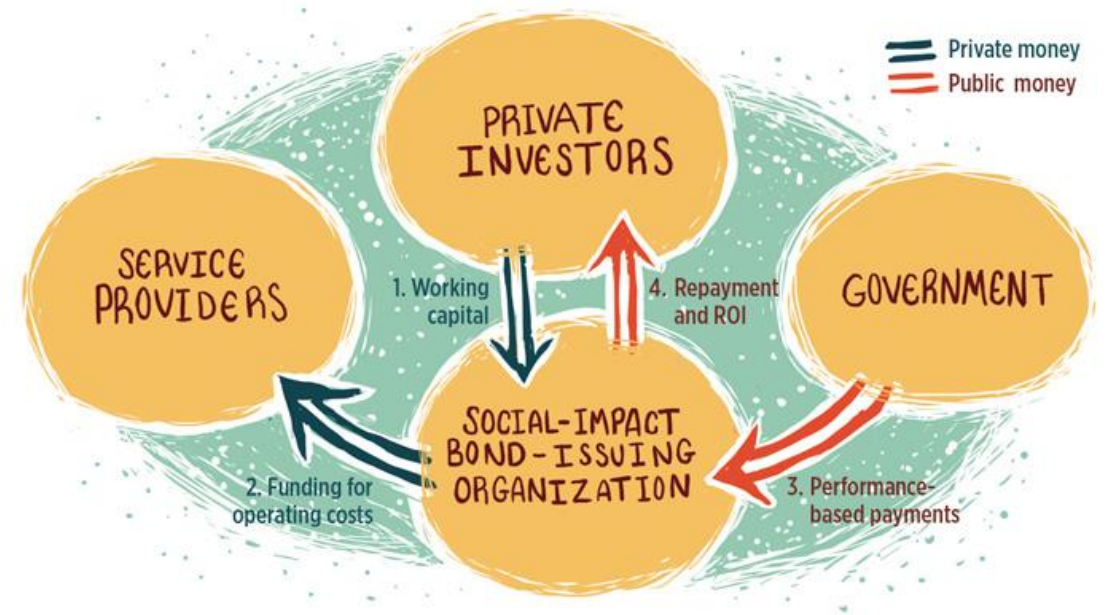 Private money
Public money
PRIVATE
INVESTORS
SERVICE
PROVIDERS
GOVERNMENT
1. Working
capital
4. Repayment
and ROI
SOCIAL-IMPACT
BOND-ISSUING
ORGANIZATION
2. Funding for
operating costs
3. Performance-
based payments